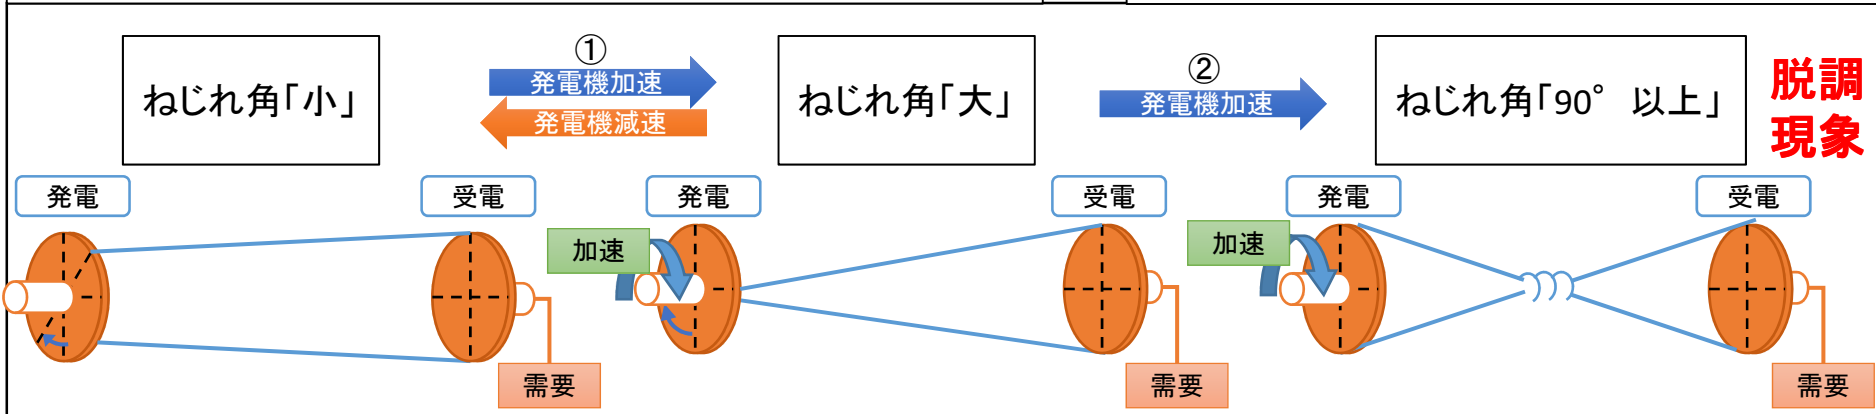 ねじれ角「小」
①
発電機加速
発電機減速
ねじれ角「大」
②
発電機加速
ねじれ角「90°　以上」
脱調
現象
発電
受電
需要
加速
発電
受電
需要
加速
発電
受電
需要